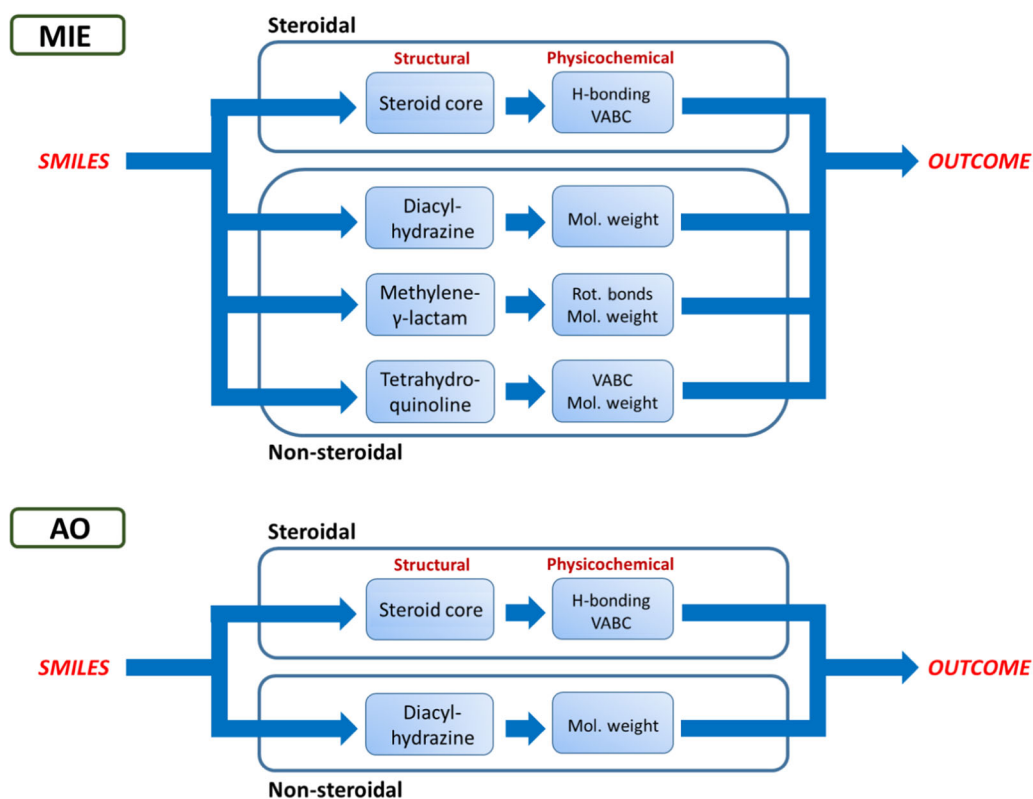 MIE
Steroidal
Structural
Physicochemical
Steroid core
H-bonding
VABC
SMILES
OUTCOME
Diacyl-
hydrazine
Mol. weight
Methylene-
γ-lactam
Rot. bonds
Mol. weight
Tetrahydro-
quinoline
VABC
Mol. weight
Non-steroidal
AO
Steroidal
Structural
Physicochemical
Steroid core
H-bonding
VABC
SMILES
OUTCOME
Diacyl-
hydrazine
Mol. weight
Non-steroidal